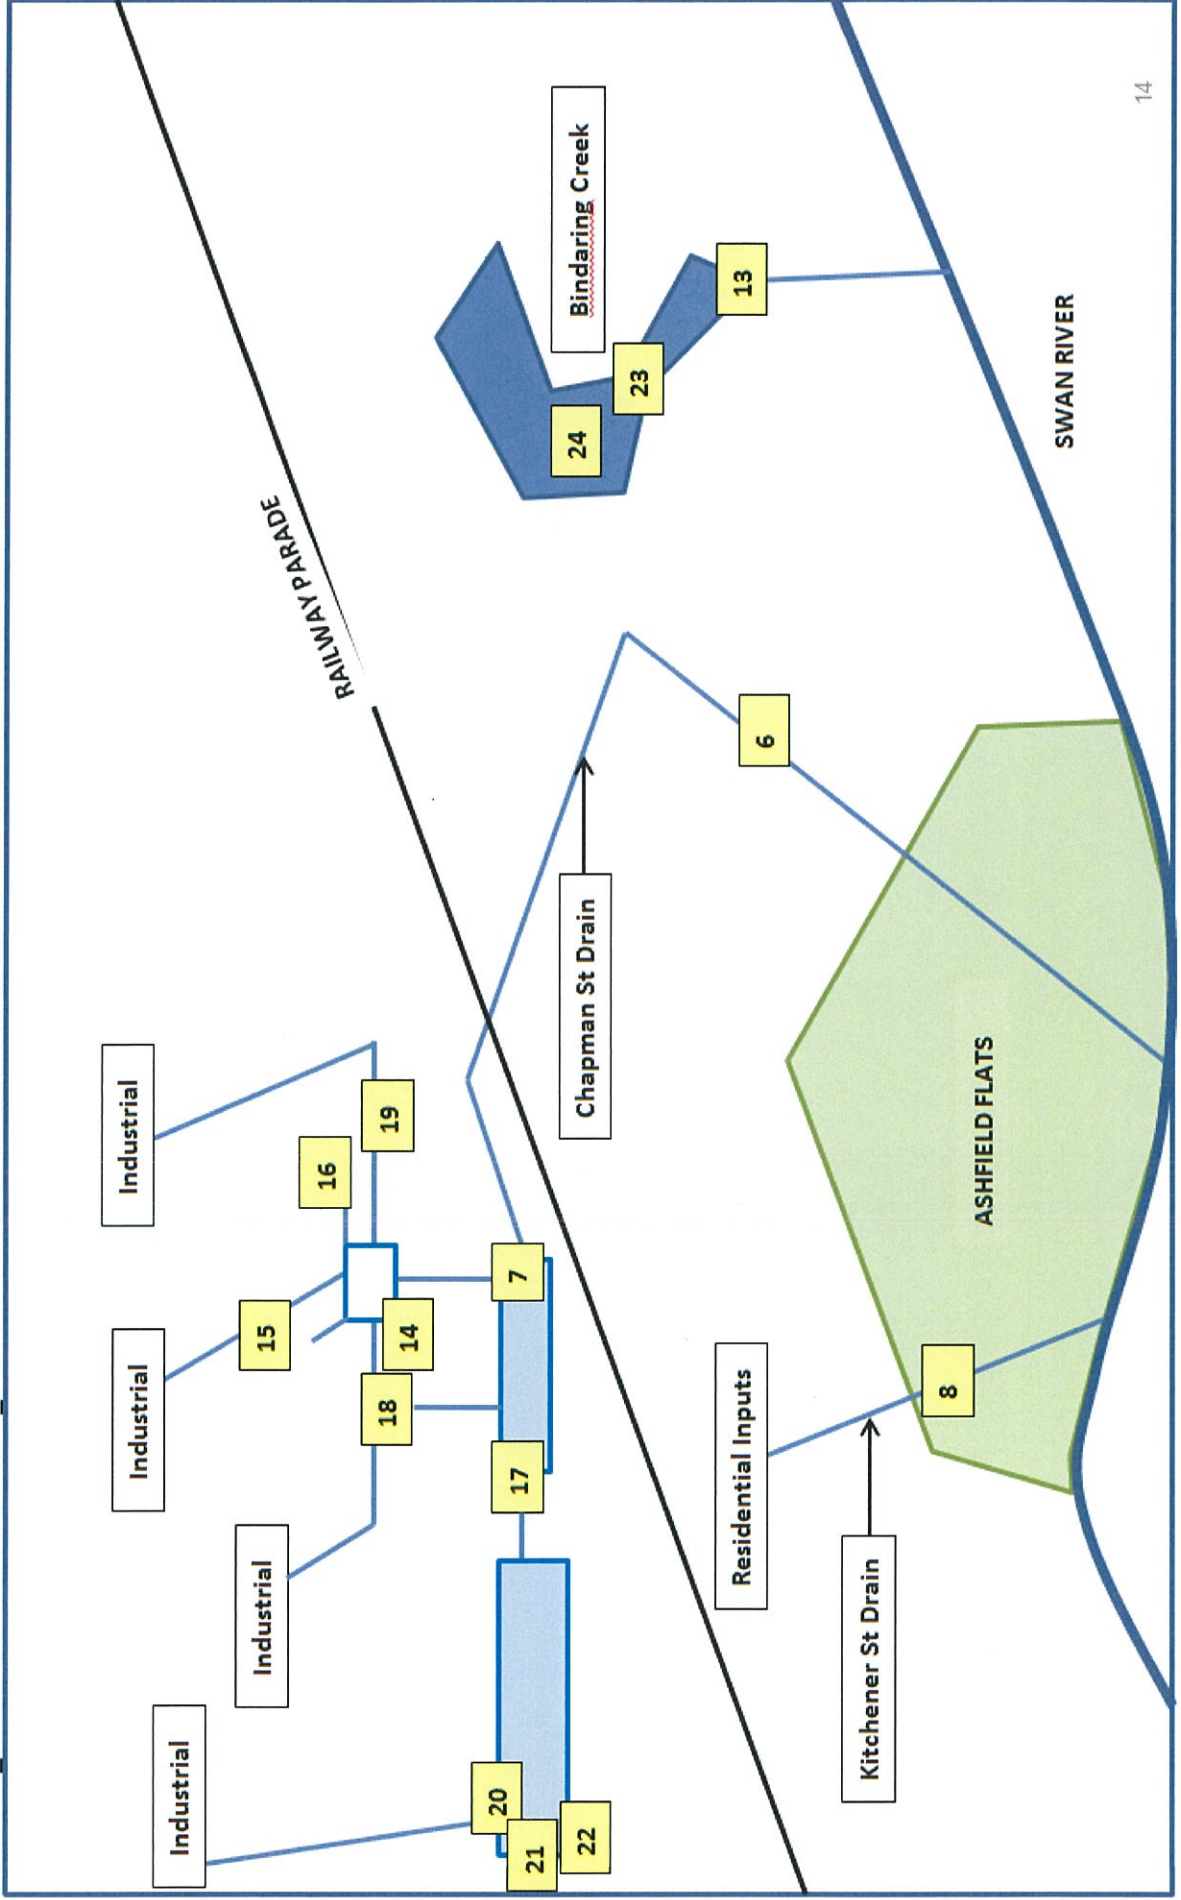 Industrial
Industrial
Industrial
Industrial
15
RAILWAY PARADE
16
18
19
14
20
17
7
21
22
24
Bindaring Creek
Chapman St Drain
23
Residential Inputs
13
6
Kitchener St Drain
8
ASHFIELD FLATS
SWAN RIVER
14